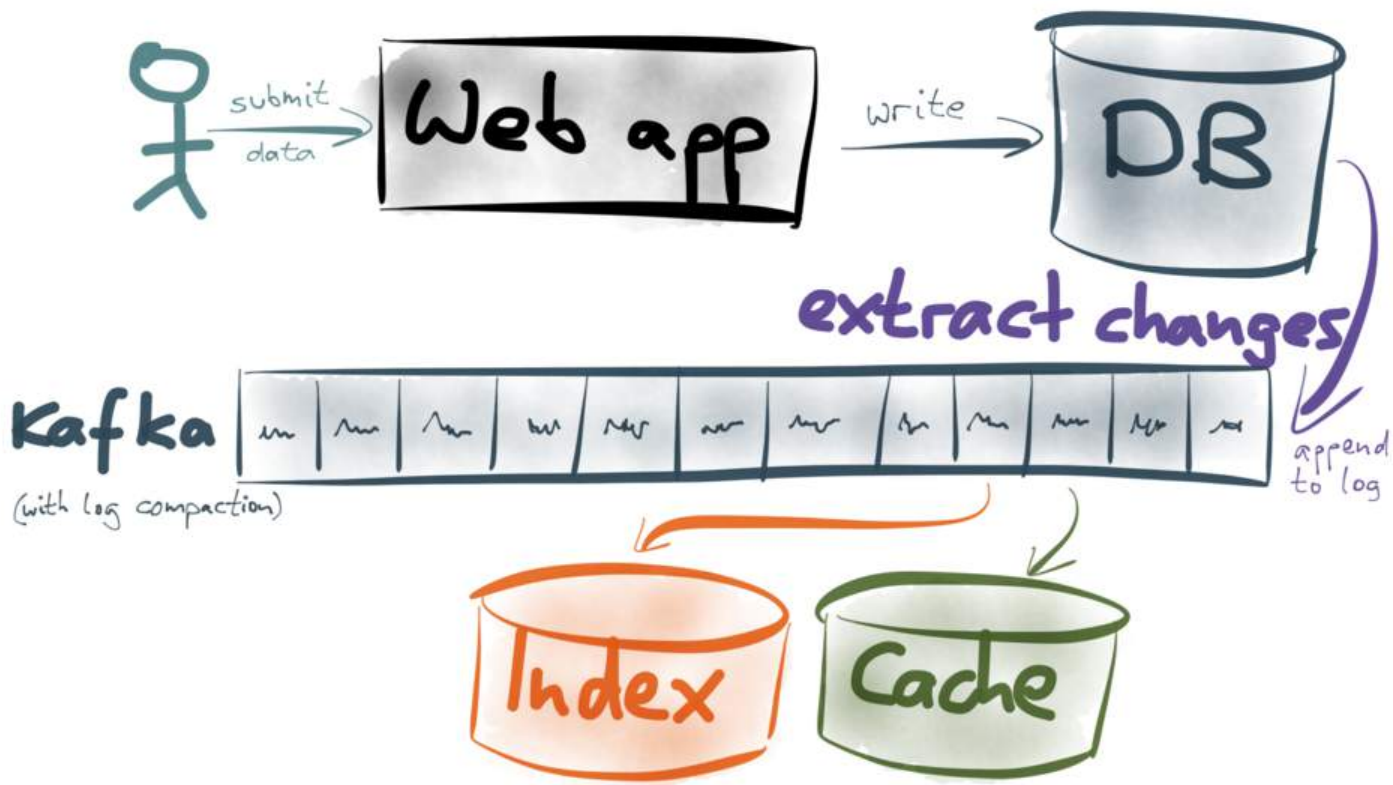 submit
data
Web app
write
DB
extract changes
Kafka
(with log compaction)
append
to log
Index
Cache